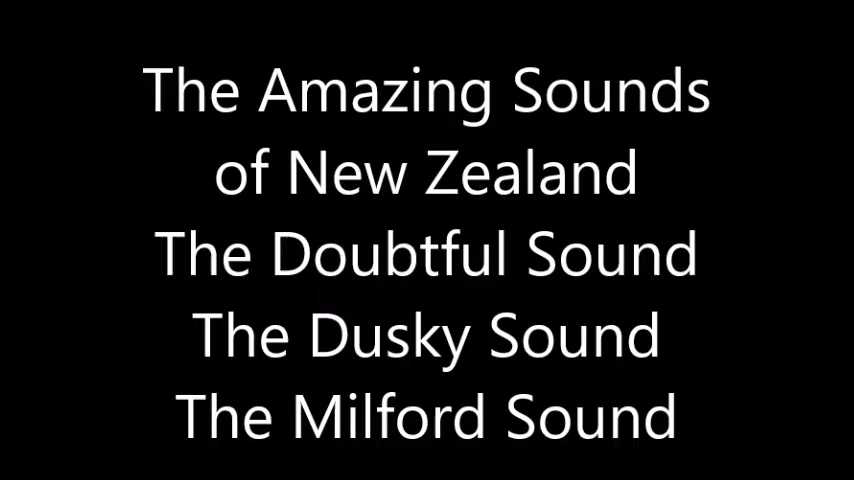 The Amazing Sounds
of New Zealand
The Doubtful Sound
The Dusky Sound
The Milford Sound